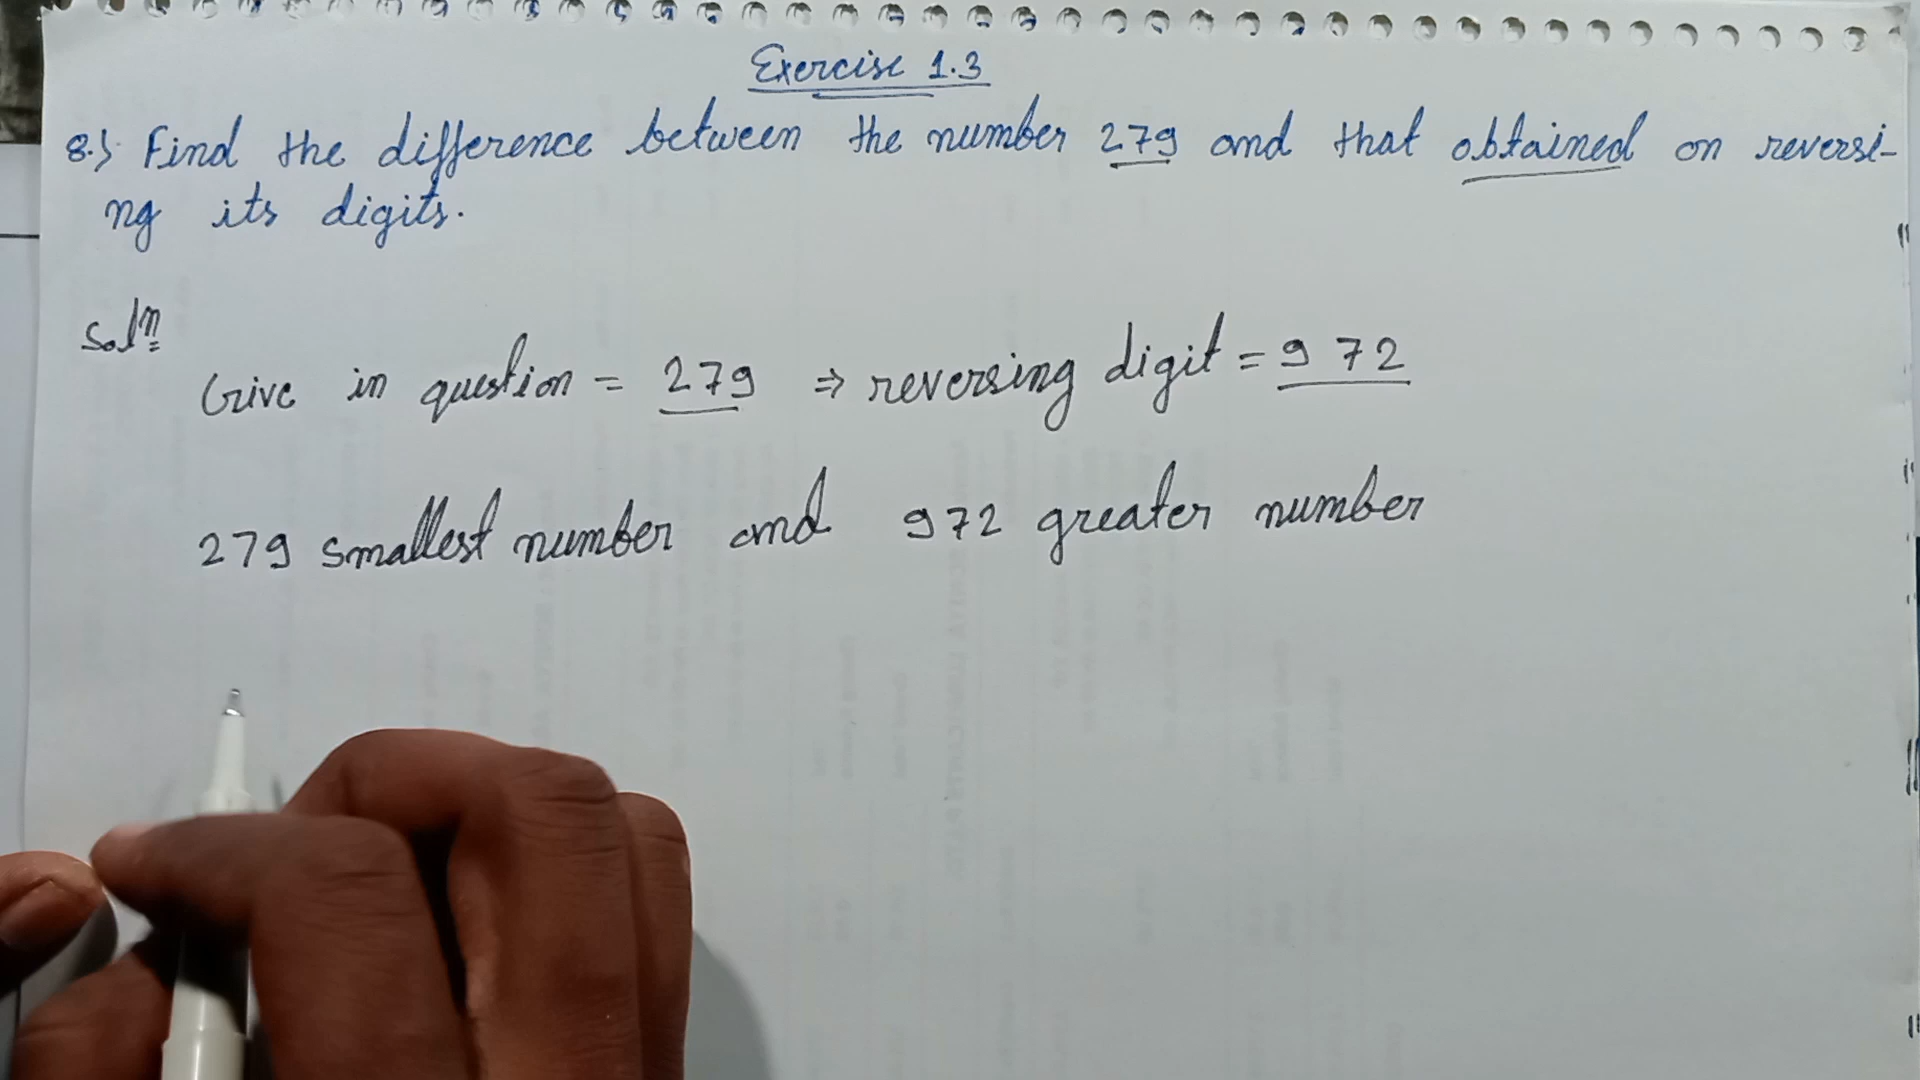 Exercise 1.3
8.) Find the difference between the number 279 and that obtained on reversi-
ng its digits.
Solⁿ
Give in question = 279 ⇒ reversing digit = 972
279 smallest number and 972 greater number